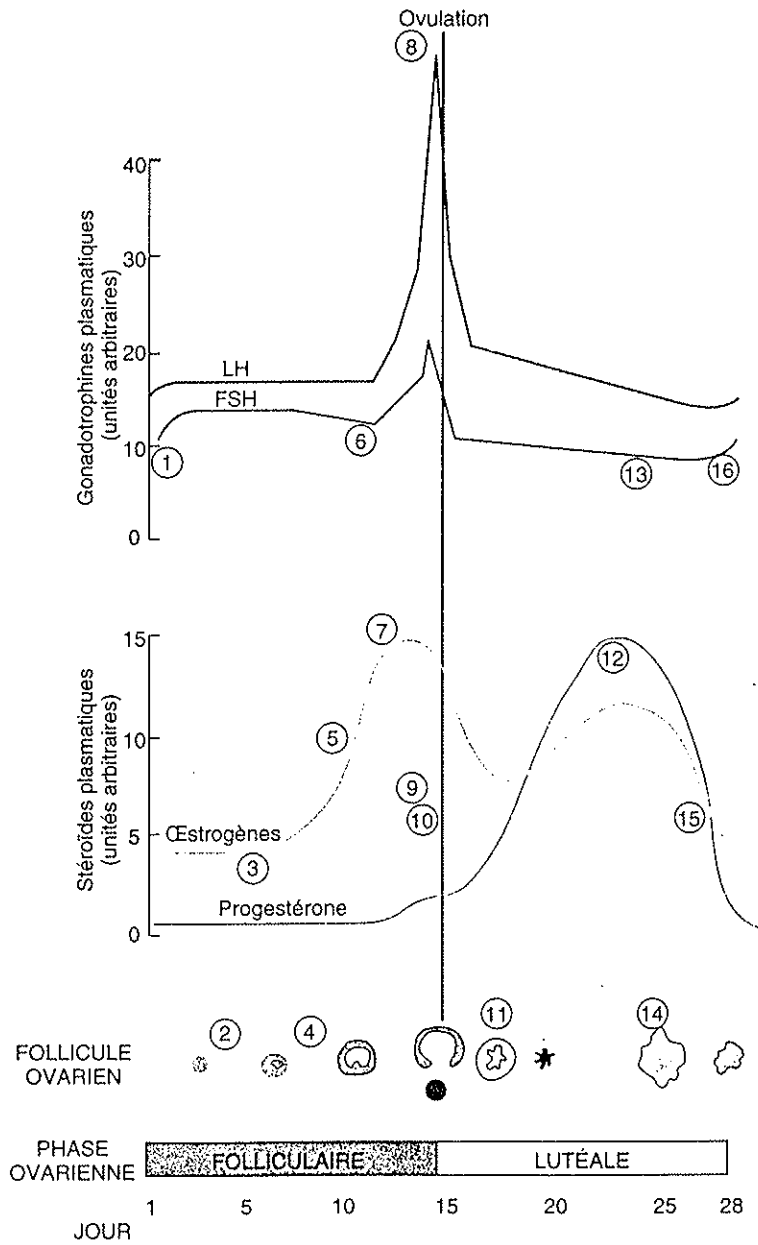 Ovulation
8
40
30
20
10
0
Gonadotrophines plasmatiques
(unités arbitraires)
LH
FSH
1
6
13
16
15
10
5
0
Stéroïdes plasmatiques
(unités arbitraires)
7
12
5
9
10
15
Œstrogènes
3
Progestérone
2
4
11
14
FOLLICULE
OVARIEN
PHASE
OVARIENNE
FOLLICULAIRE
LUTÉALE
1 5 10 15 20 25 28
JOUR